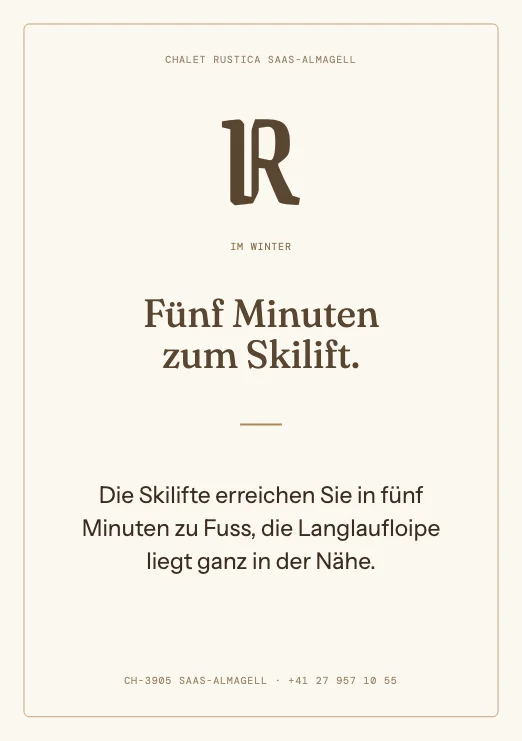 CHALET RUSTICA SAAS-ALMAGELL
R
IM WINTER
Fünf Minuten
zum Skilift.
Die Skilifte erreichen Sie in fünf
Minuten zu Fuss, die Langlaufloipe
liegt ganz in der Nähe.
CH-3905 SAAS-ALMAGELL · +41 27 957 10 55